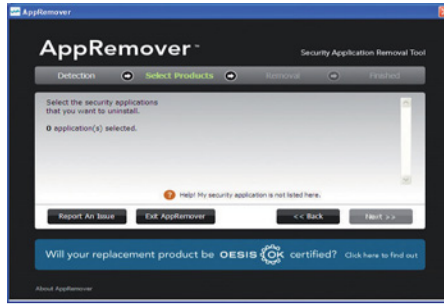 AppRemover
AppRemover™
Security Application Removal Tool
Detection Select Products Removal Finished
Select the security applications
that you want to uninstall.
0 application(s) selected.
Help! My security application is not listed here.
Report An Issue Exit AppRemover << Back Next >>
Will your replacement product be OESIS OK certified? Click here to find out
About AppRemover